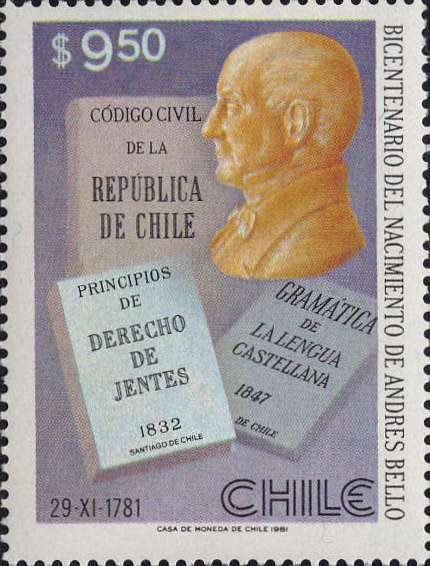 $ 9.50
CÓDIGO CIVIL
DE LA
REPÚBLICA
DE CHILE
PRINCIPIOS
DE
DERECHO
DE
JENTES
1832
SANTIAGO DE CHILE
GRAMÁTICA
DE
LA LENGUA
CASTELLANA
1847
DE CHILE
BICENTENARIO DEL NACIMIENTO DE ANDRES BELLO
29-XI-1781
CHILE
CASA DE MONEDA DE CHILE 1981